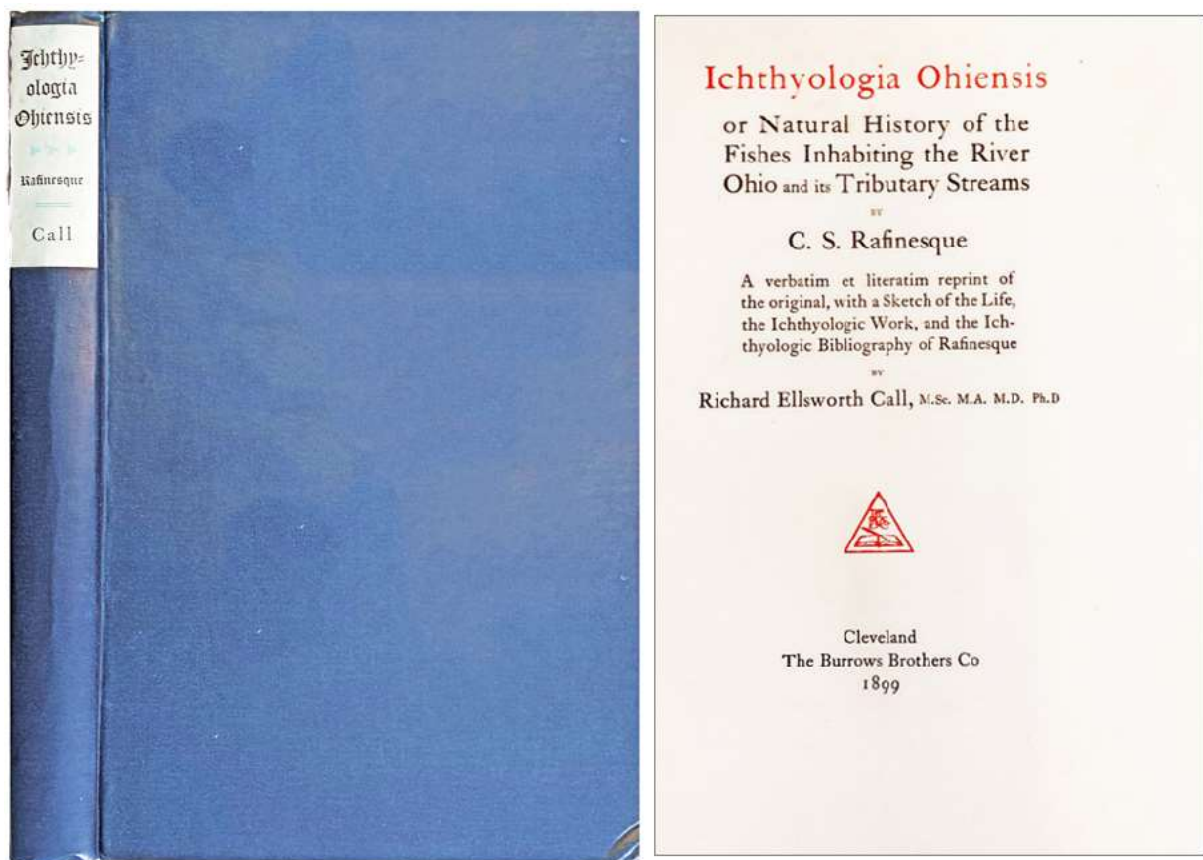 Ichthy=
ologia
Ohiensis
Rafinesque
Call
Ichthyologia Ohiensis
or Natural History of the
Fishes Inhabiting the River
Ohio and its Tributary Streams
BY
C. S. Rafinesque
A verbatim et literatim reprint of
the original, with a Sketch of the Life,
the Ichthyologic Work, and the Ich-
thyologic Bibliography of Rafinesque
BY
Richard Ellsworth Call, M.Sc. M.A. M.D. Ph.D
Cleveland
The Burrows Brothers Co
1899